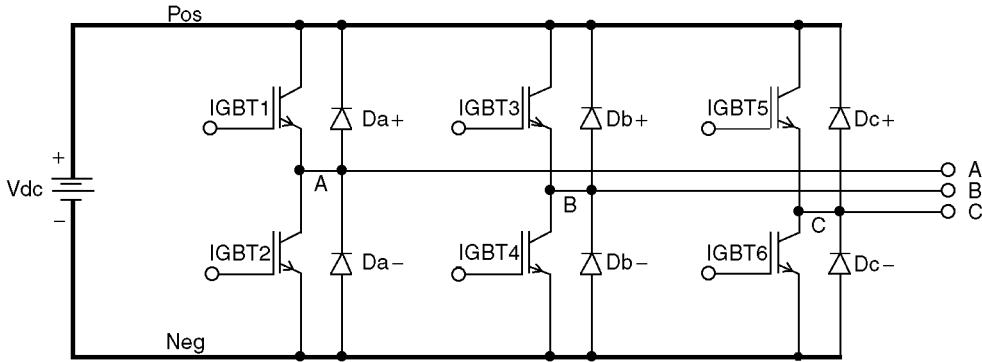 Pos
IGBT1 Da+ IGBT3 Db+ IGBT5 Dc+
+
Vdc
−
A A
B B
C C
IGBT2 Da− IGBT4 Db− IGBT6 Dc−
Neg